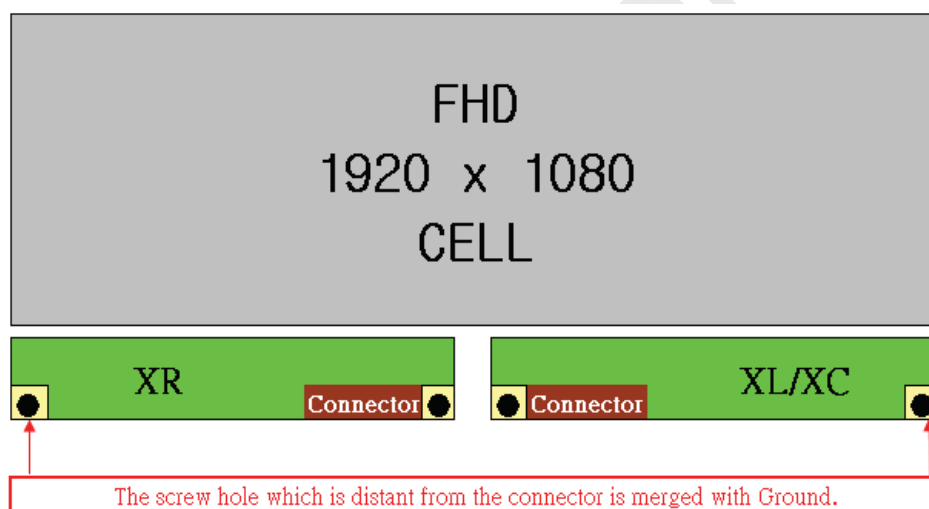 FHD
1920 x 1080
CELL
XR
Connector
Connector
XL/XC
The screw hole which is distant from the connector is merged with Ground.